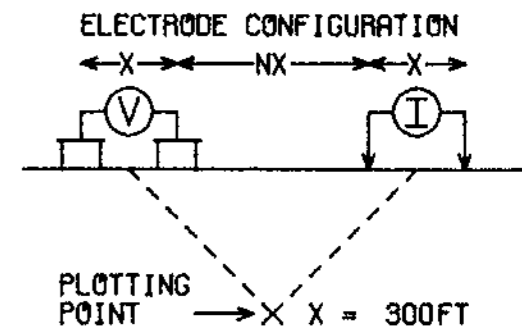 ELECTRODE CONFIGURATION
X NX X
V I
PLOTTING
POINT X X = 300FT